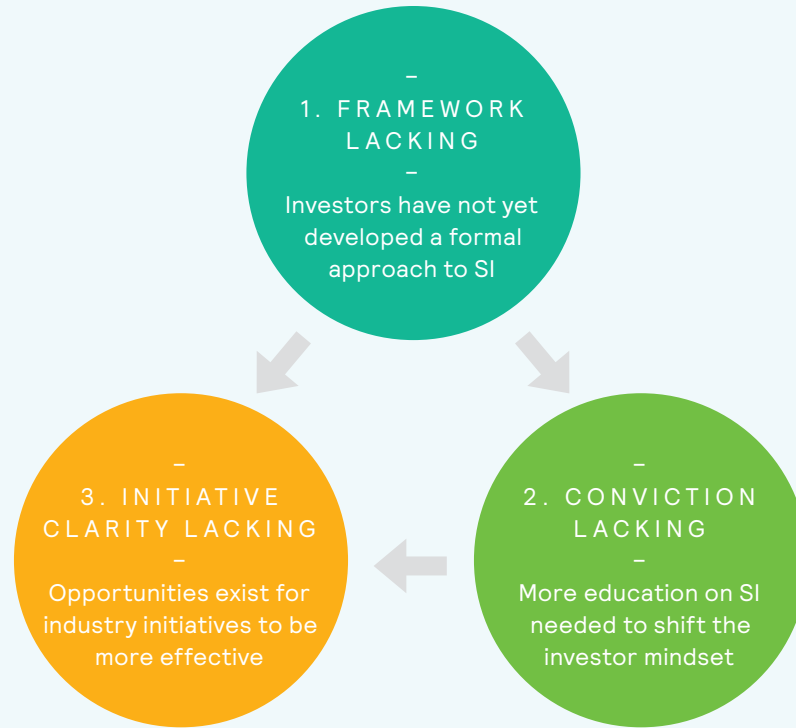 –
1. FRAMEWORK
LACKING
–
Investors have not yet
developed a formal
approach to SI
–
2. CONVICTION
LACKING
–
More education on SI
needed to shift the
investor mindset
–
3. INITIATIVE
CLARITY LACKING
–
Opportunities exist for
industry initiatives to be
more effective